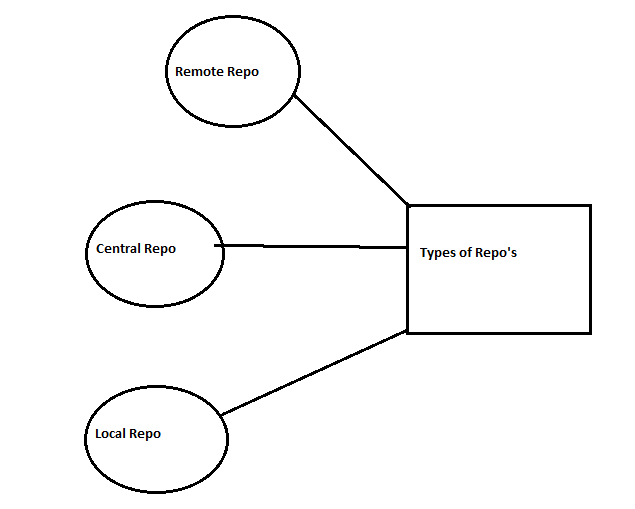 Remote Repo
Central Repo
Types of Repo's
Local Repo